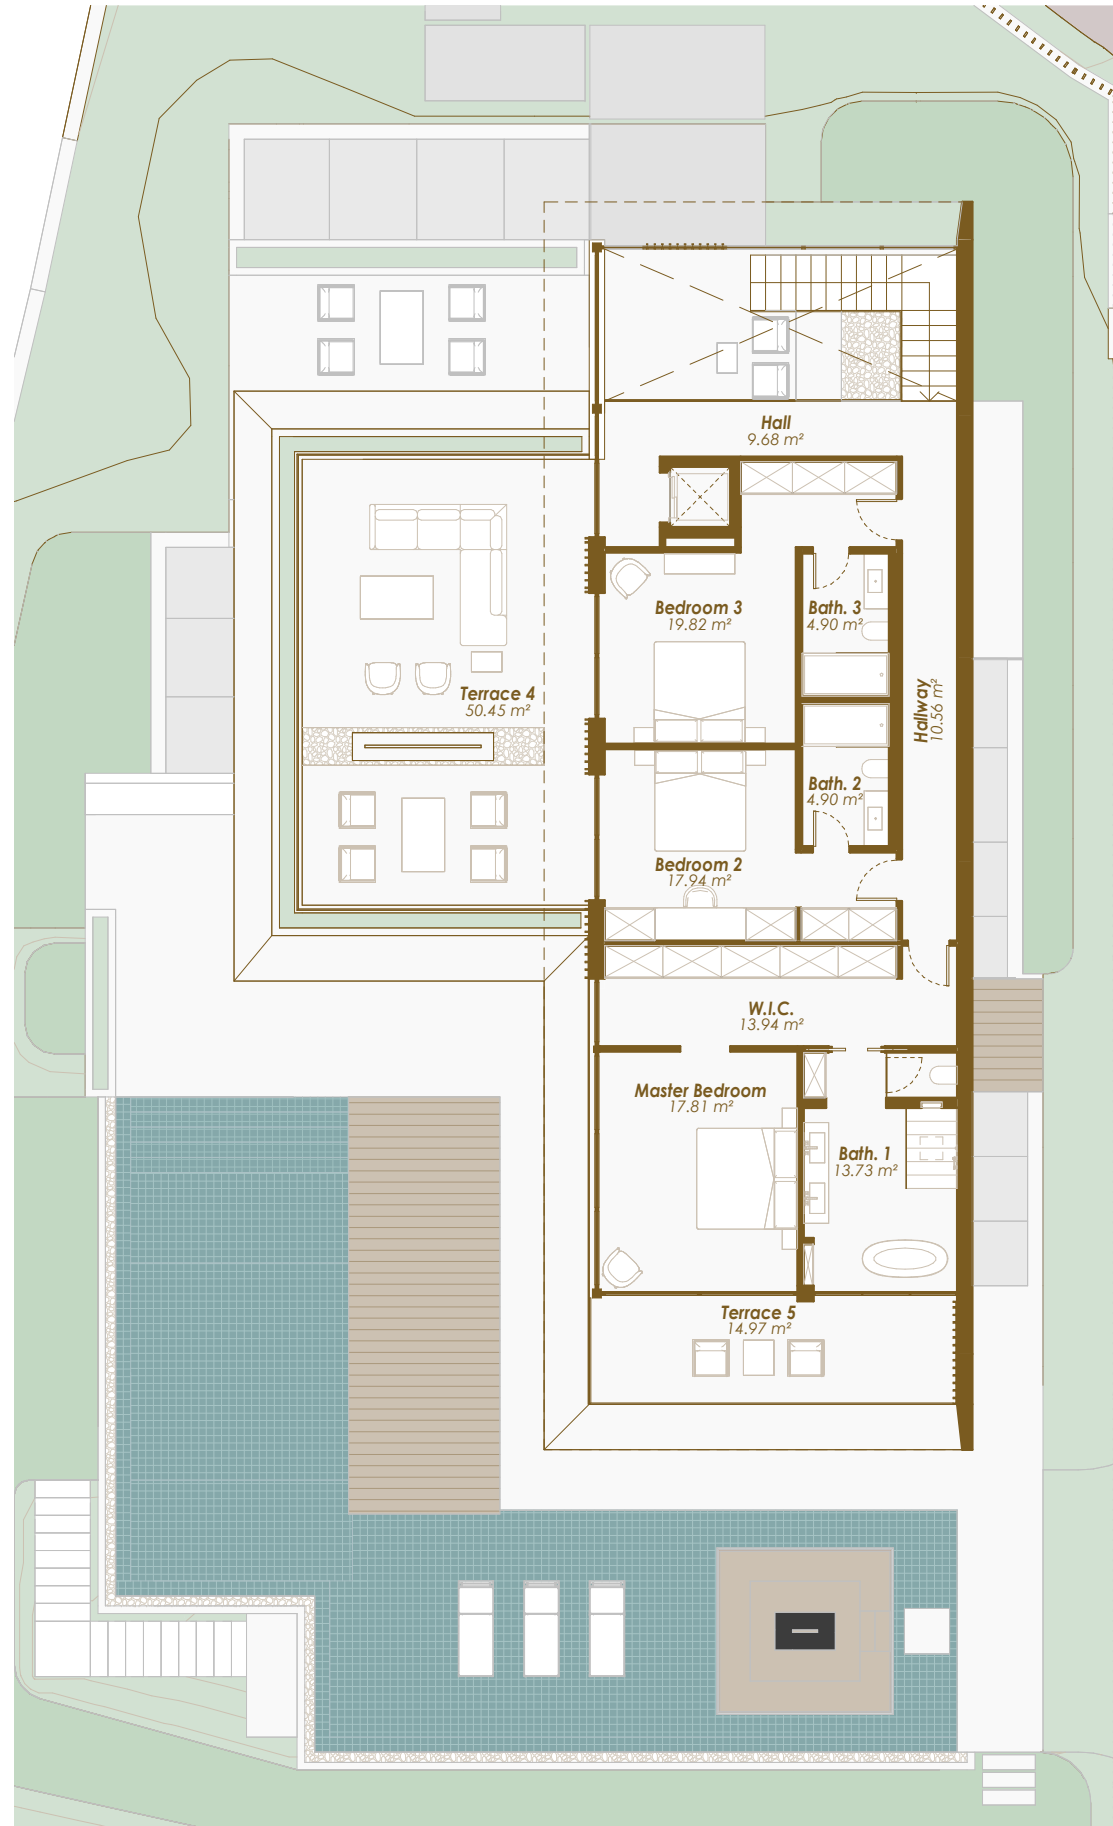 Hall
9.68 m²
Bedroom 3
19.82 m²
Bath. 3
4.90 m²
Terrace 4
50.45 m²
Hallway
10.56 m²
Bath. 2
4.90 m²
Bedroom 2
17.94 m²
W.I.C.
13.94 m²
Master Bedroom
17.81 m²
Bath. 1
13.73 m²
Terrace 5
14.97 m²